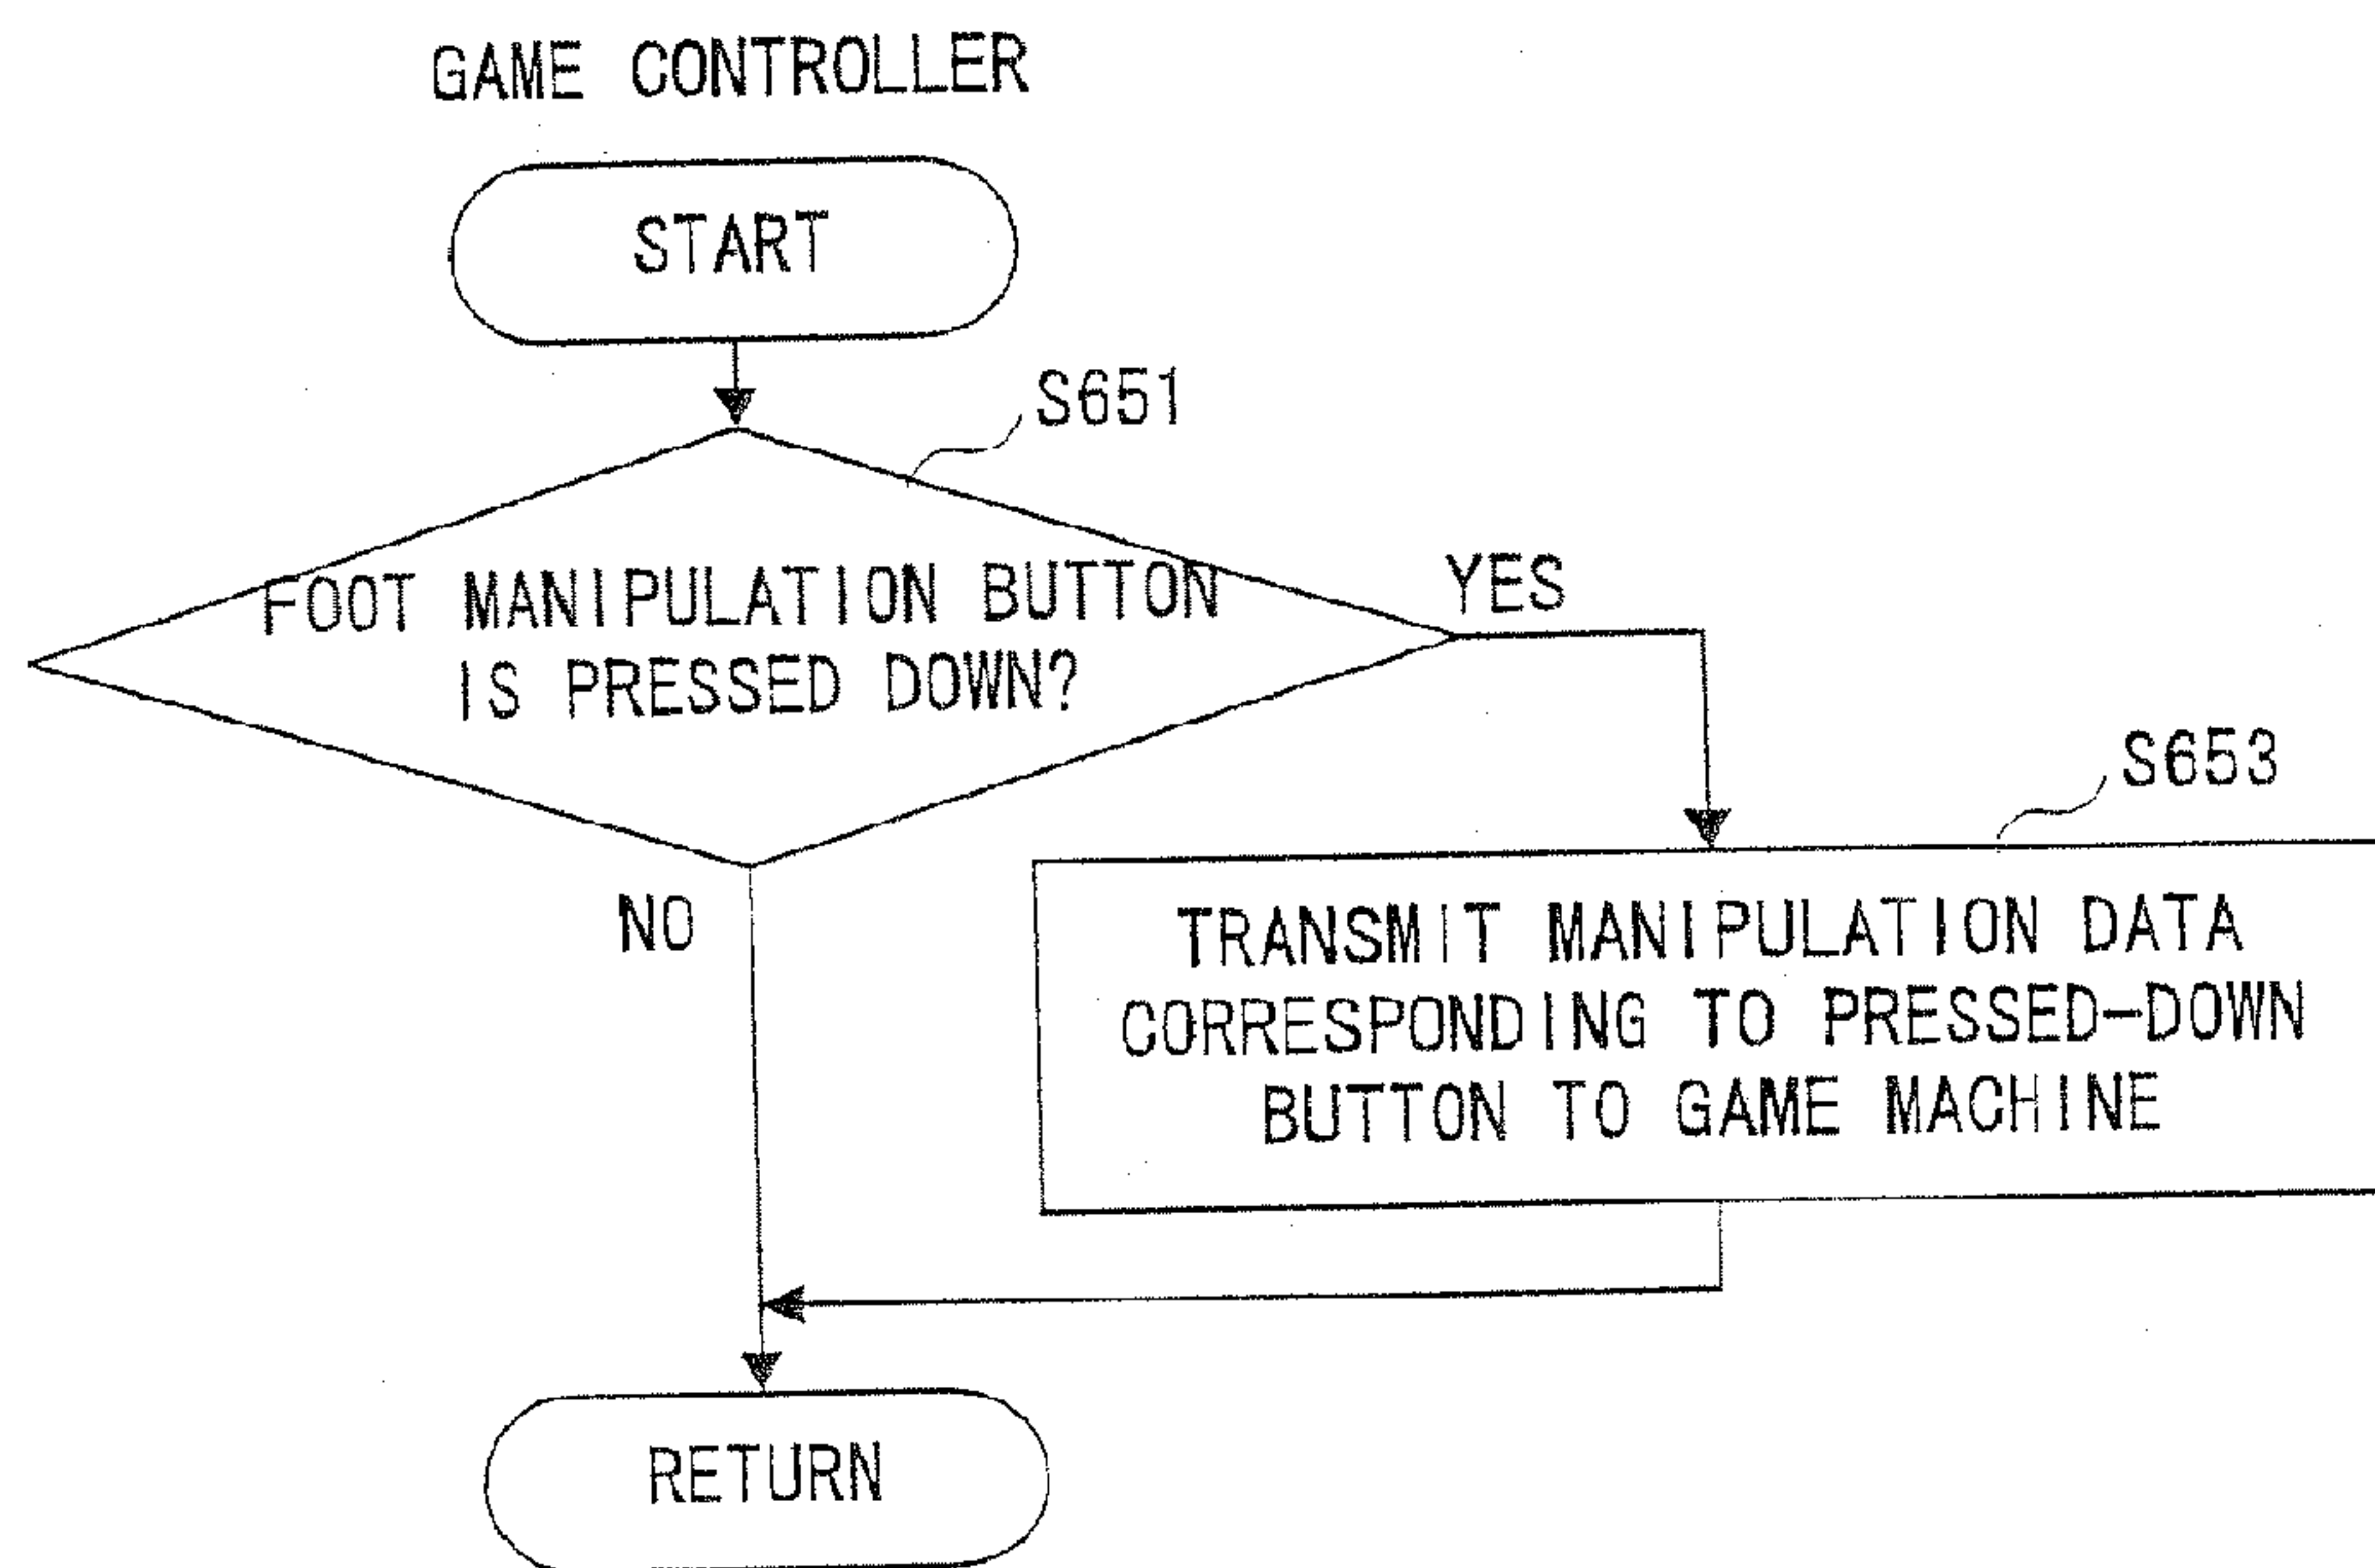 GAME CONTROLLER
START
S651
FOOT MANIPULATION BUTTON
IS PRESSED DOWN?
YES
NO
S653
TRANSMIT MANIPULATION DATA
CORRESPONDING TO PRESSED-DOWN
BUTTON TO GAME MACHINE
RETURN